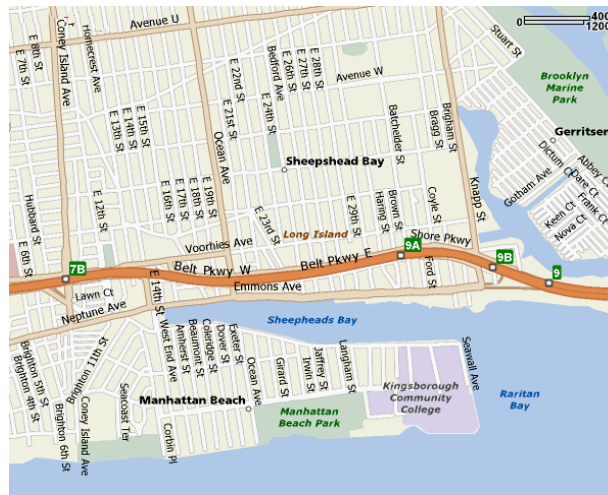 Avenue U
400
0
1200
E 8th St
E 7th St
Homecrest Ave
Coney Island Ave
E 22nd St
E 21st St
Bedford Ave
E 24th St
E 26th St
E 27th St
E 28th St
Stuart St
Avenue W
Brooklyn
Marine
Park
E 15th St
E 14th St
E 13th St
Ocean Ave
Batchelder St
Bragg St
Brigham St
Gerritsen
Sheepshead Bay
Dictum Ct
Abbey Ct
Dare Ct
Frank Ct
Gotham Ave
Keen Ct
Nova Ct
Knapp St
Hubbard St
E 6th St
E 12th St
E 16th St
E 17th St
E 18th St
E 19th St
E 23rd St
E 29th St
Haring St
Brown St
Coyle St
Long Island
Voorhies Ave
Shore Pkwy
7B
9A
9B
9
Belt Pkwy W
Belt Pkwy E
Ford St
Emmons Ave
Lawn Ct
Neptune Ave
E 14th St
Sheepheads Bay
West End Ave
Amherst St
Beaumont St
Coleridge St
Dover St
Exeter St
Ocean Ave
Girard St
Irwin St
Jaffrey St
Langham St
Seawall Ave
Brighton 5th St
Brighton 4th St
Brighton 11th St
Brighton 6th St
Coney Island Ave
Seacoast Ter
Corbin Pl
Manhattan Beach
Manhattan
Beach Park
Kingsborough
Community
College
Raritan
Bay